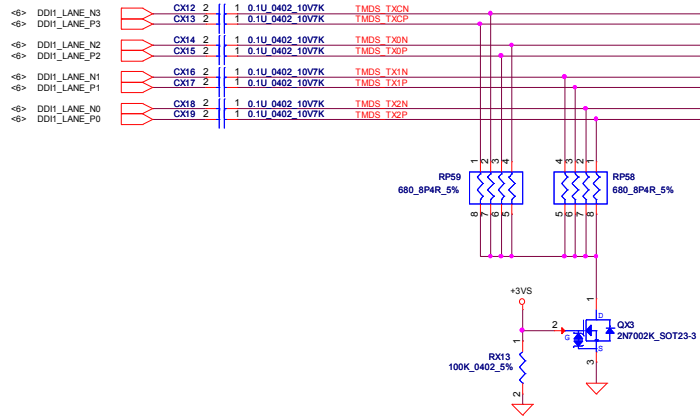 <6> DDI1_LANE_N3 CX12 2 1 0.1U_0402_10V7K TMDS_TXCN
<6> DDI1_LANE_P3 CX13 2 1 0.1U_0402_10V7K TMDS_TXCP
<6> DDI1_LANE_N2 CX14 2 1 0.1U_0402_10V7K TMDS_TX0N
<6> DDI1_LANE_P2 CX15 2 1 0.1U_0402_10V7K TMDS_TX0P
<6> DDI1_LANE_N1 CX16 2 1 0.1U_0402_10V7K TMDS_TX1N
<6> DDI1_LANE_P1 CX17 2 1 0.1U_0402_10V7K TMDS_TX1P
<6> DDI1_LANE_N0 CX18 2 1 0.1U_0402_10V7K TMDS_TX2N
<6> DDI1_LANE_P0 CX19 2 1 0.1U_0402_10V7K TMDS_TX2P
1 2 3 4 4 3 2 1
RP59 RP58
680_8P4R_5% 680_8P4R_5%
8 7 6 5 5 6 7 8
+3VS
1
D
2 QX3
G 2N7002K_SOT23-3
S
1 3
RX13
100K_0402_5%
2